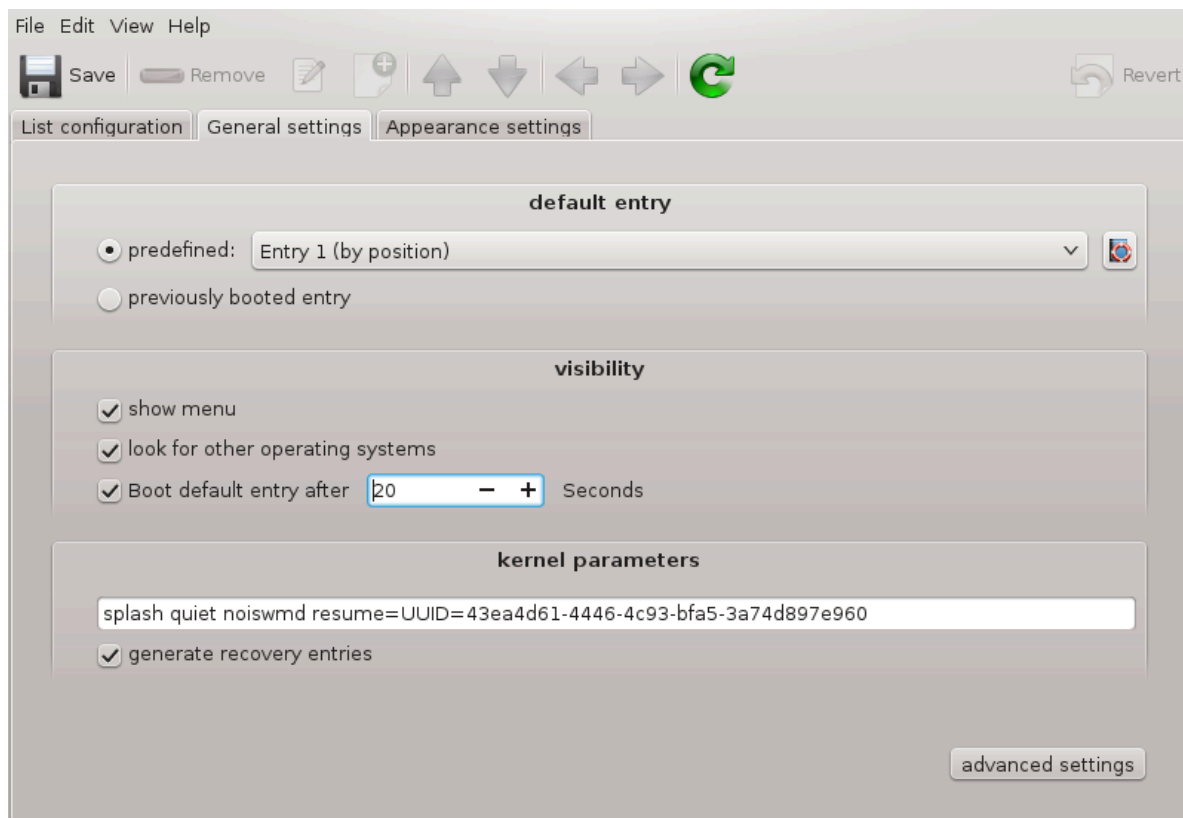 File Edit View Help
Save Remove Revert
List configuration General settings Appearance settings
default entry
predefined: Entry 1 (by position)
previously booted entry
visibility
show menu
look for other operating systems
Boot default entry after 20 − + Seconds
kernel parameters
splash quiet noiswmd resume=UUID=43ea4d61-4446-4c93-bfa5-3a74d897e960
generate recovery entries
advanced settings